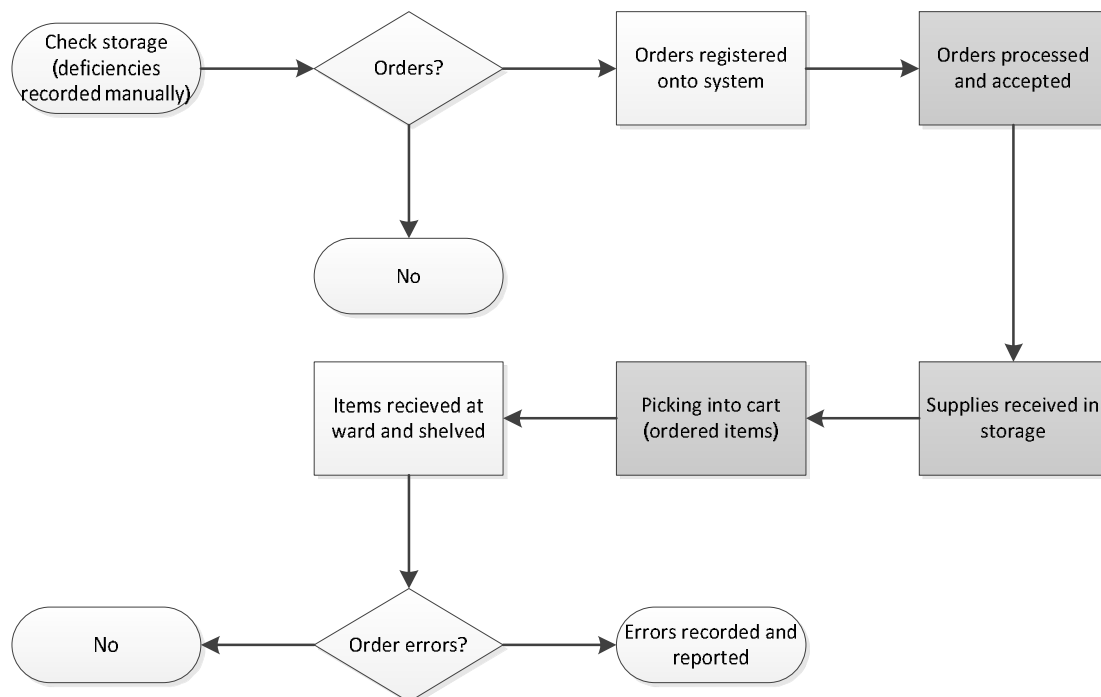 Check storage
(deficiencies
recorded manually)
Orders?
Orders registered
onto system
Orders processed
and accepted
No
Items recieved at
ward and shelved
Picking into cart
(ordered items)
Supplies received in
storage
No
Order errors?
Errors recorded and
reported